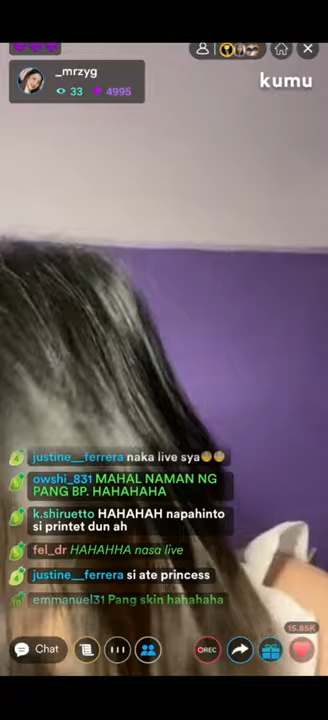 _mrzyg
33 4995
kumu
justine__ferrera naka live sya
owshi_831 MAHAL NAMAN NG
PANG BP. HAHAHAHA
k.shiruetto HAHAHAH napahinto
si printet dun ah
fel_dr HAHAHHA nasa live
justine__ferrera si ate princess
emmanuel31 Pang skin hahahaha
15.85K
Chat
REC